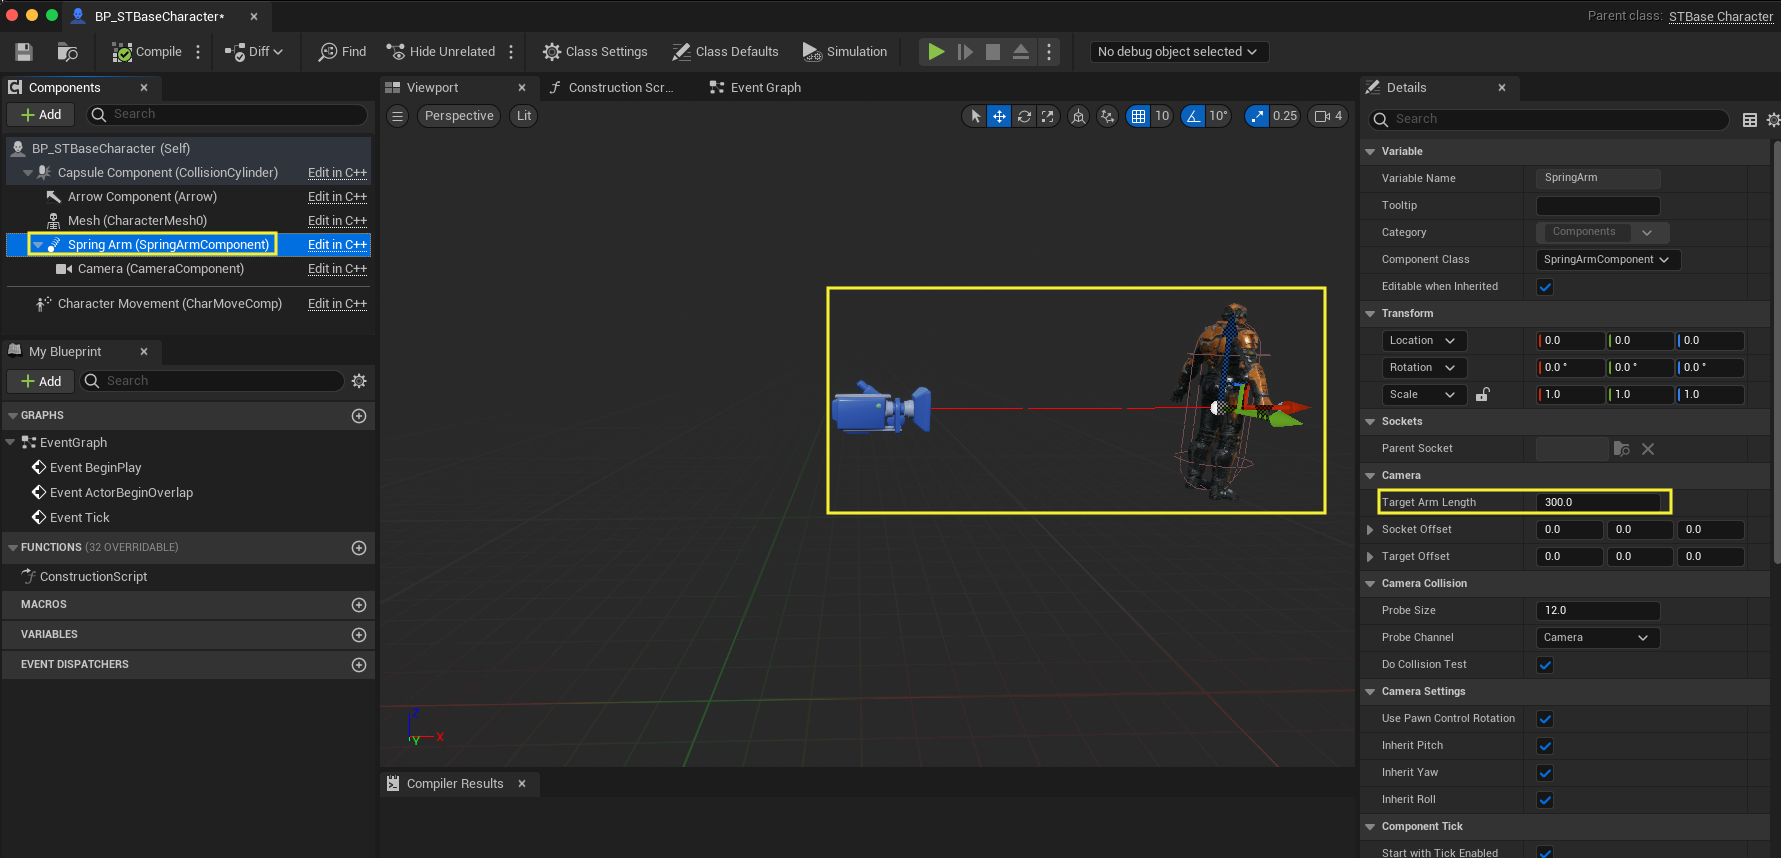 BP_STBaseCharacter*
Parent class: STBase Character
Compile
Diff
Find
Hide Unrelated
Class Settings
Class Defaults
Simulation
No debug object selected
Components
Add
Search
BP_STBaseCharacter (Self)
Capsule Component (CollisionCylinder) Edit in C++
Arrow Component (Arrow) Edit in C++
Mesh (CharacterMesh0) Edit in C++
Spring Arm (SpringArmComponent) Edit in C++
Camera (CameraComponent) Edit in C++
Character Movement (CharMoveComp) Edit in C++
My Blueprint
Add
Search
GRAPHS
EventGraph
Event BeginPlay
Event ActorBeginOverlap
Event Tick
FUNCTIONS (32 OVERRIDABLE)
ConstructionScript
MACROS
VARIABLES
EVENT DISPATCHERS
Viewport
Construction Scr...
Event Graph
Perspective
Lit
10
10°
0.25
4
Z
X
Y
Compiler Results
Details
Search
Variable
Variable Name SpringArm
Tooltip
Category Components
Component Class SpringArmComponent
Editable when Inherited
Transform
Location 0.0 0.0 0.0
Rotation 0.0 ° 0.0 ° 0.0 °
Scale 1.0 1.0 1.0
Sockets
Parent Socket
Camera
Target Arm Length 300.0
Socket Offset 0.0 0.0 0.0
Target Offset 0.0 0.0 0.0
Camera Collision
Probe Size 12.0
Probe Channel Camera
Do Collision Test
Camera Settings
Use Pawn Control Rotation
Inherit Pitch
Inherit Yaw
Inherit Roll
Component Tick
Start with Tick Enabled